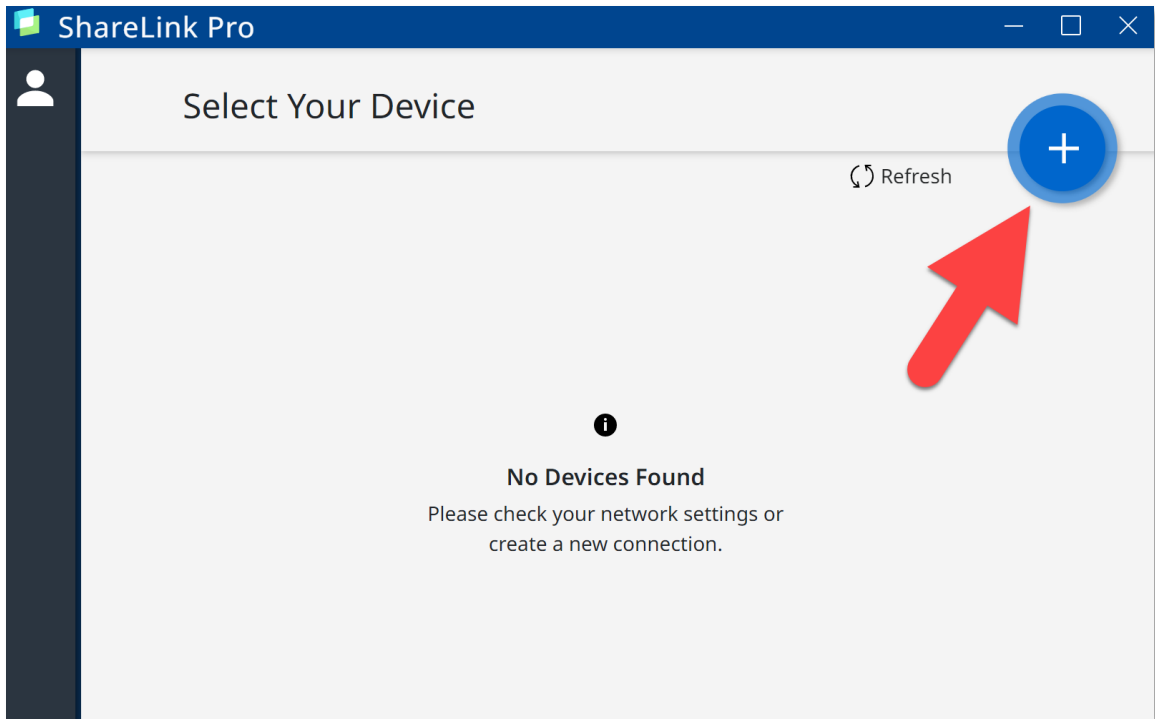 ShareLink Pro
Select Your Device
Refresh
No Devices Found
Please check your network settings or
create a new connection.